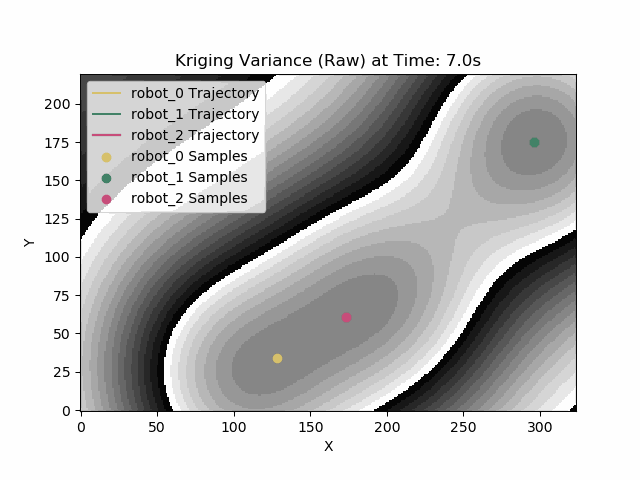 Kriging Variance (Raw) at Time: 7.0s
robot_0 Trajectory
robot_1 Trajectory
robot_2 Trajectory
robot_0 Samples
robot_1 Samples
robot_2 Samples
200
175
150
125
100
75
50
25
0
Y
0 50 100 150 200 250 300
X